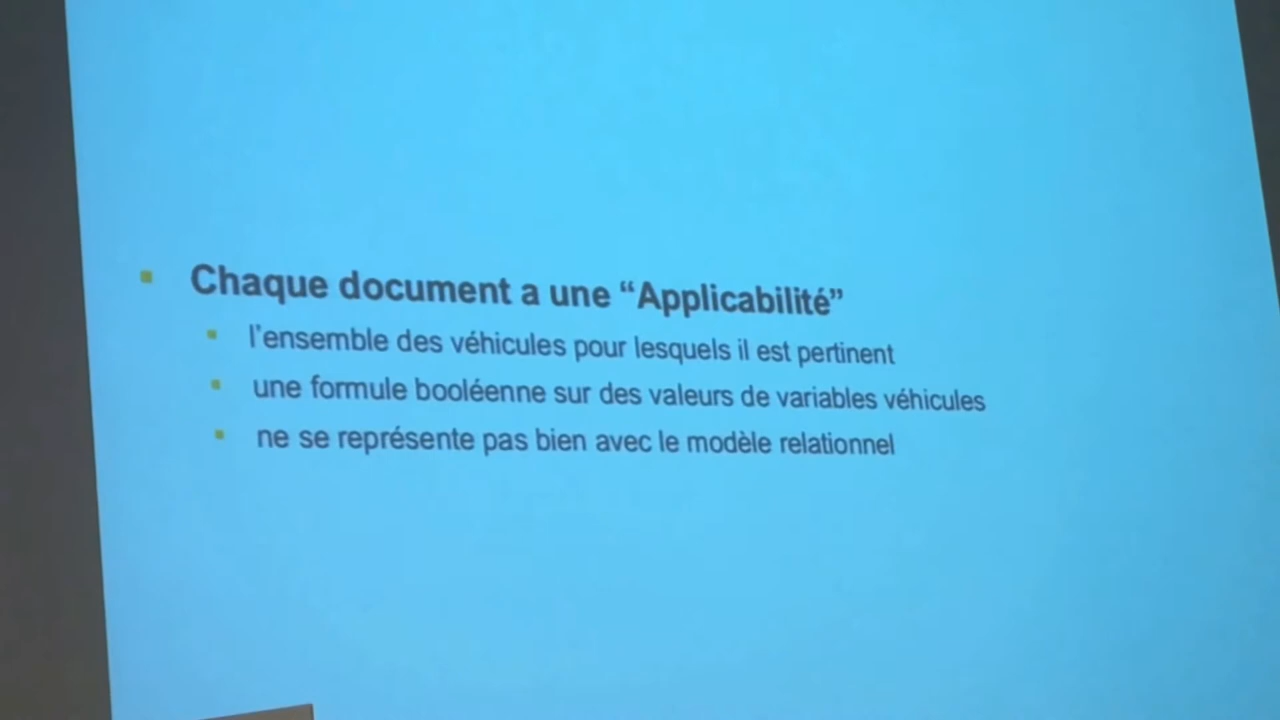 Chaque document a une “Applicabilité”
l'ensemble des véhicules pour lesquels il est pertinent
une formule booléenne sur des valeurs de variables véhicules
ne se représente pas bien avec le modèle relationnel